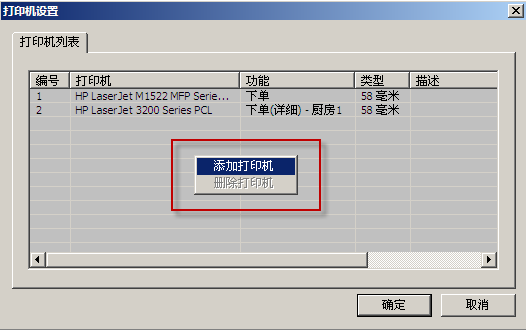 打印机设置
打印机列表
编号 打印机 功能 类型 描述
1 HP LaserJet M1522 MFP Serie... 下单 58 毫米
2 HP LaserJet 3200 Series PCL 下单(详细) - 厨房1 58 毫米
添加打印机
删除打印机
确定 取消